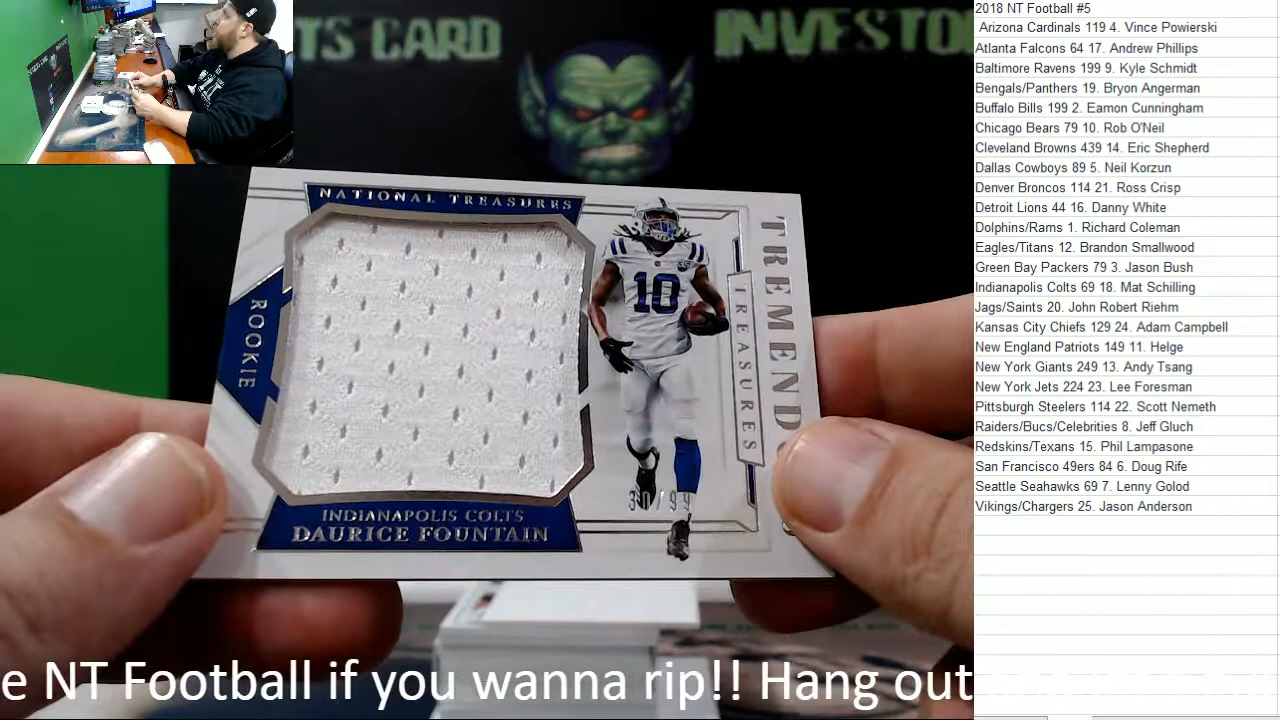 TS CARD
INVESTO
NATIONAL TREASURES
ROOKIE
10
INDIANAPOLIS COLTS
DAURICE FOUNTAIN
TREASURES
30/99
e NT Football if you wanna rip!! Hang out
2018 NT Football #5
Arizona Cardinals 119 4. Vince Powierski
Atlanta Falcons 64 17. Andrew Phillips
Baltimore Ravens 199 9. Kyle Schmidt
Bengals/Panthers 19. Bryon Angerman
Buffalo Bills 199 2. Eamon Cunningham
Chicago Bears 79 10. Rob O'Neil
Cleveland Browns 439 14. Eric Shepherd
Dallas Cowboys 89 5. Neil Korzun
Denver Broncos 114 21. Ross Crisp
Detroit Lions 44 16. Danny White
Dolphins/Rams 1. Richard Coleman
Eagles/Titans 12. Brandon Smallwood
Green Bay Packers 79 3. Jason Bush
Indianapolis Colts 69 18. Mat Schilling
Jags/Saints 20. John Robert Riehm
Kansas City Chiefs 129 24. Adam Campbell
New England Patriots 149 11. Helge
New York Giants 249 13. Andy Tsang
New York Jets 224 23. Lee Foresman
Pittsburgh Steelers 114 22. Scott Nemeth
Raiders/Bucs/Celebrities 8. Jeff Gluch
Redskins/Texans 15. Phil Lampasone
San Francisco 49ers 84 6. Doug Rife
Seattle Seahawks 69 7. Lenny Golod
Vikings/Chargers 25. Jason Anderson